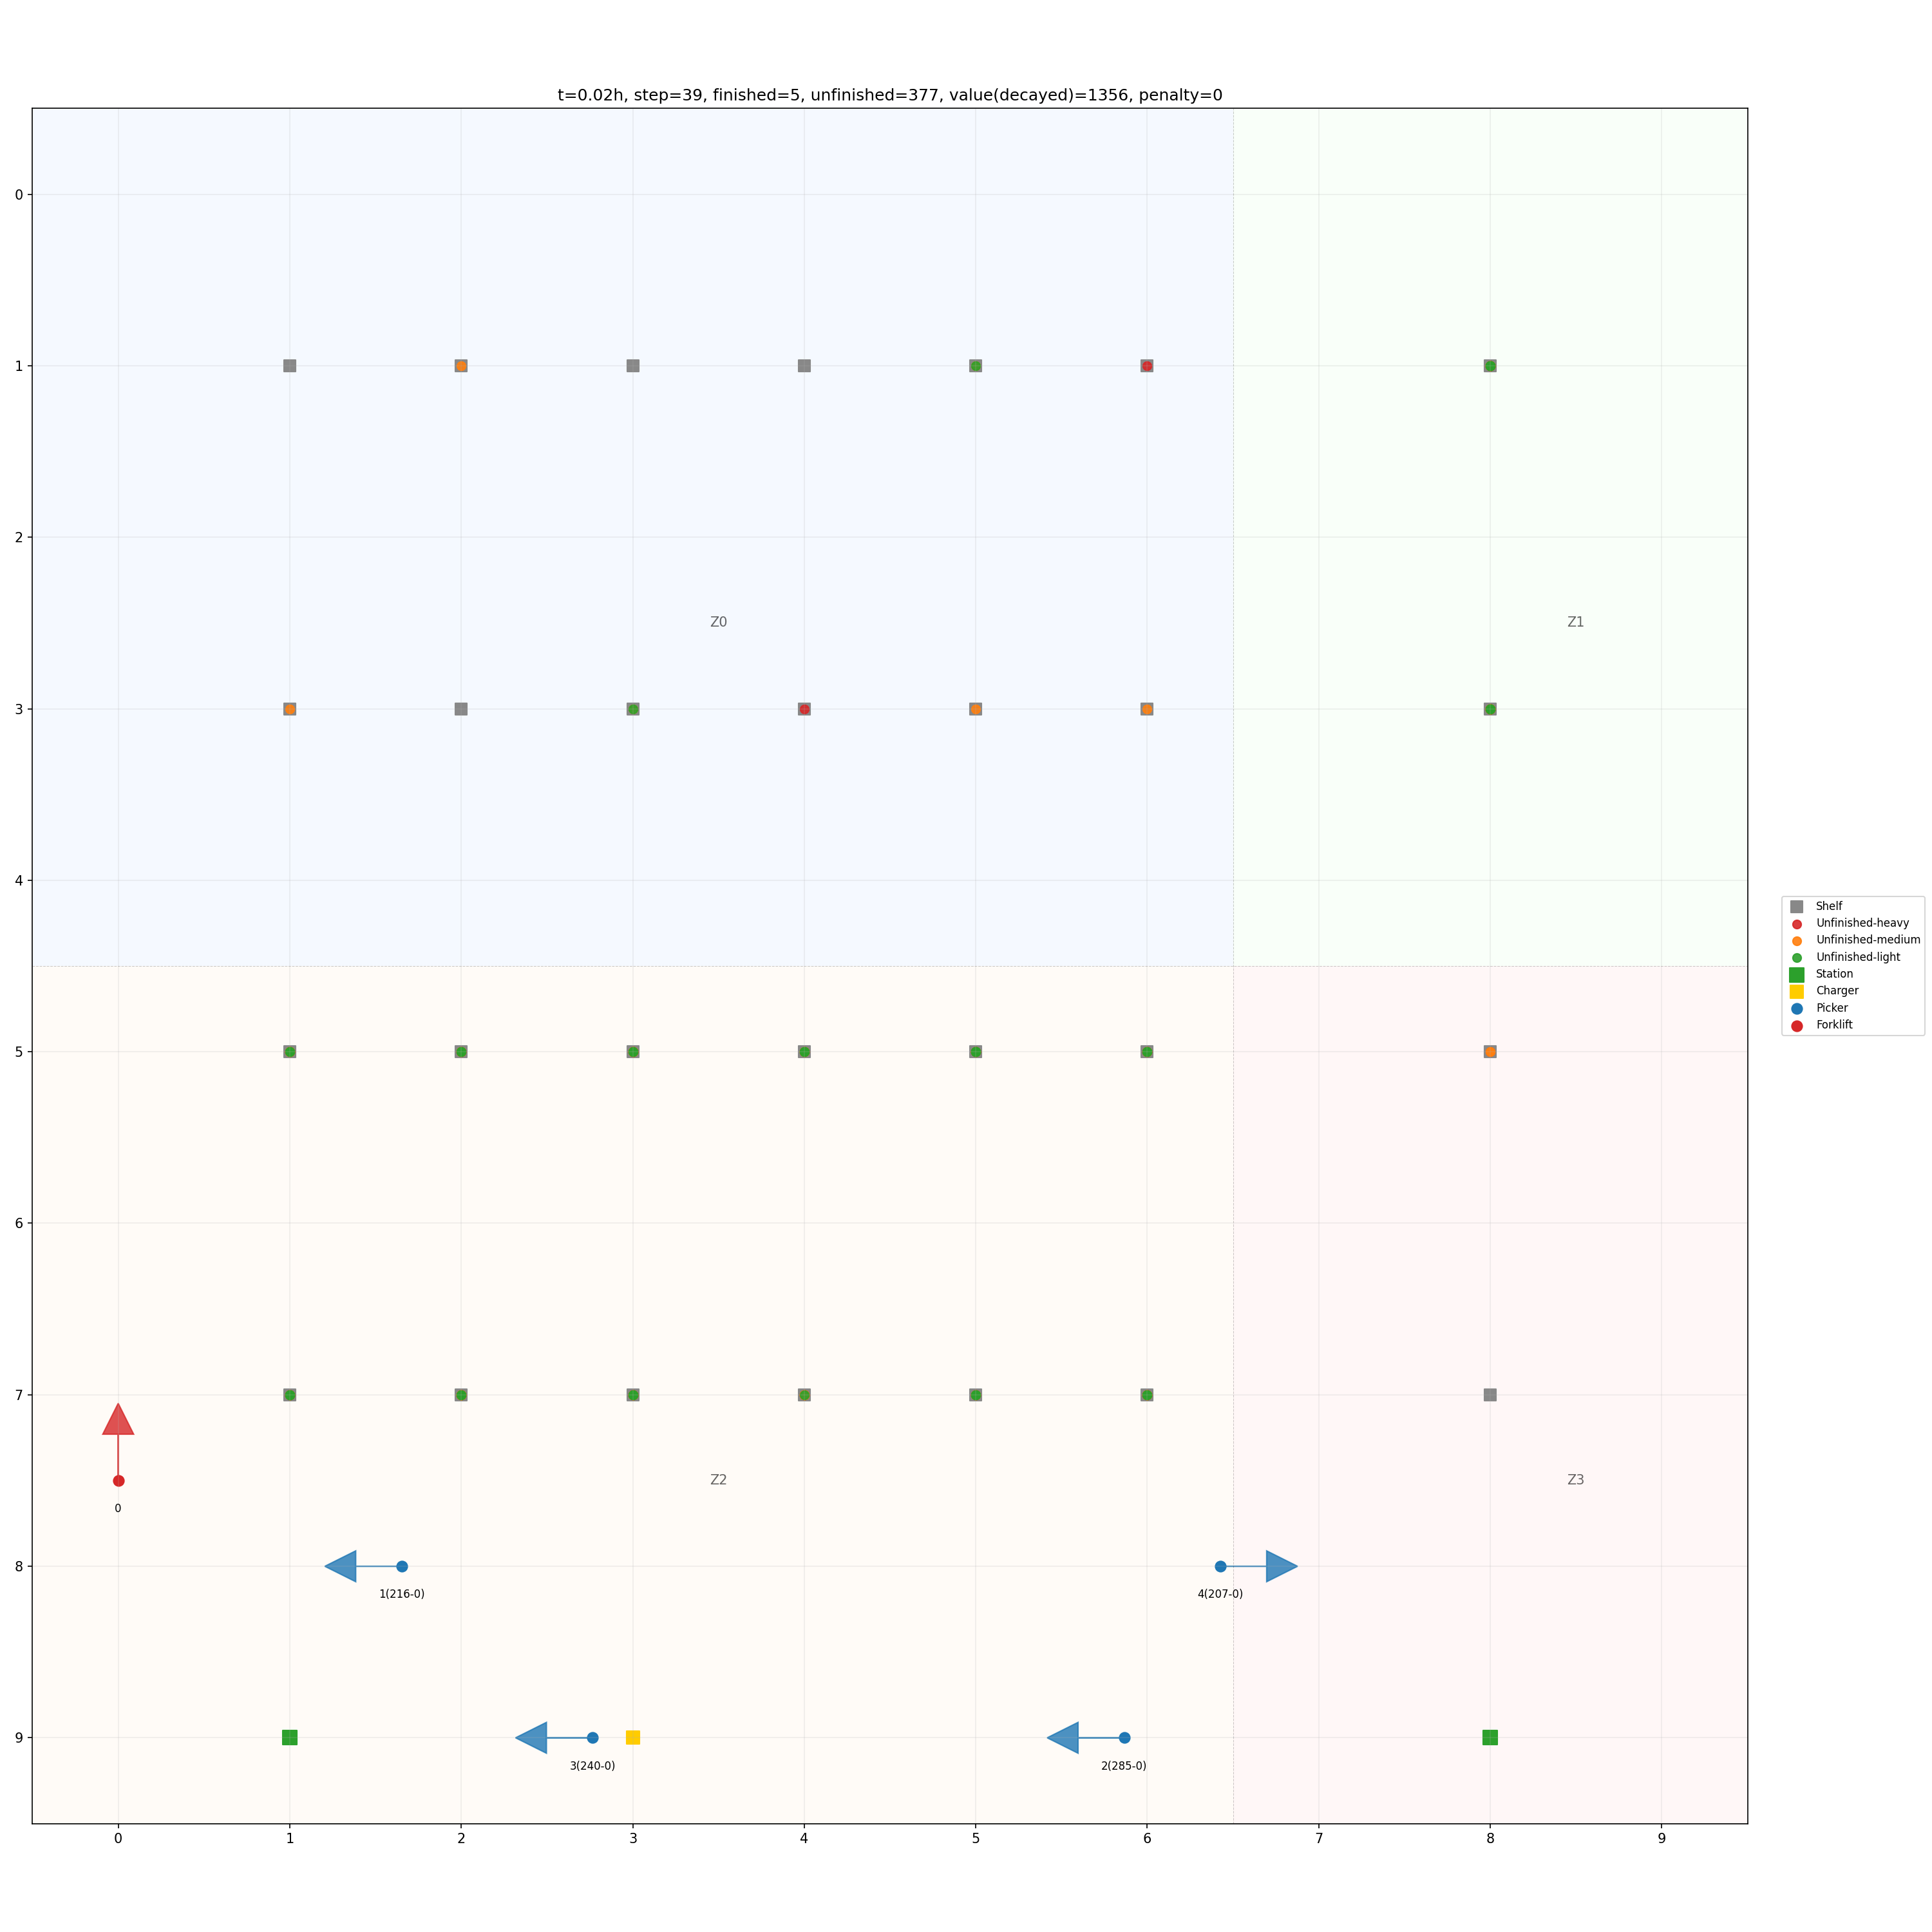 t=0.02h, step=39, finished=5, unfinished=377, value(decayed)=1356, penalty=0
0
1
2
Z0
Z1
3
4
Shelf
Unfinished-heavy
Unfinished-medium
Unfinished-light
Station
Charger
Picker
Forklift
5
6
7
Z2
Z3
0
8
1(216-0)
4(207-0)
9
3(240-0)
2(285-0)
0 1 2 3 4 5 6 7 8 9